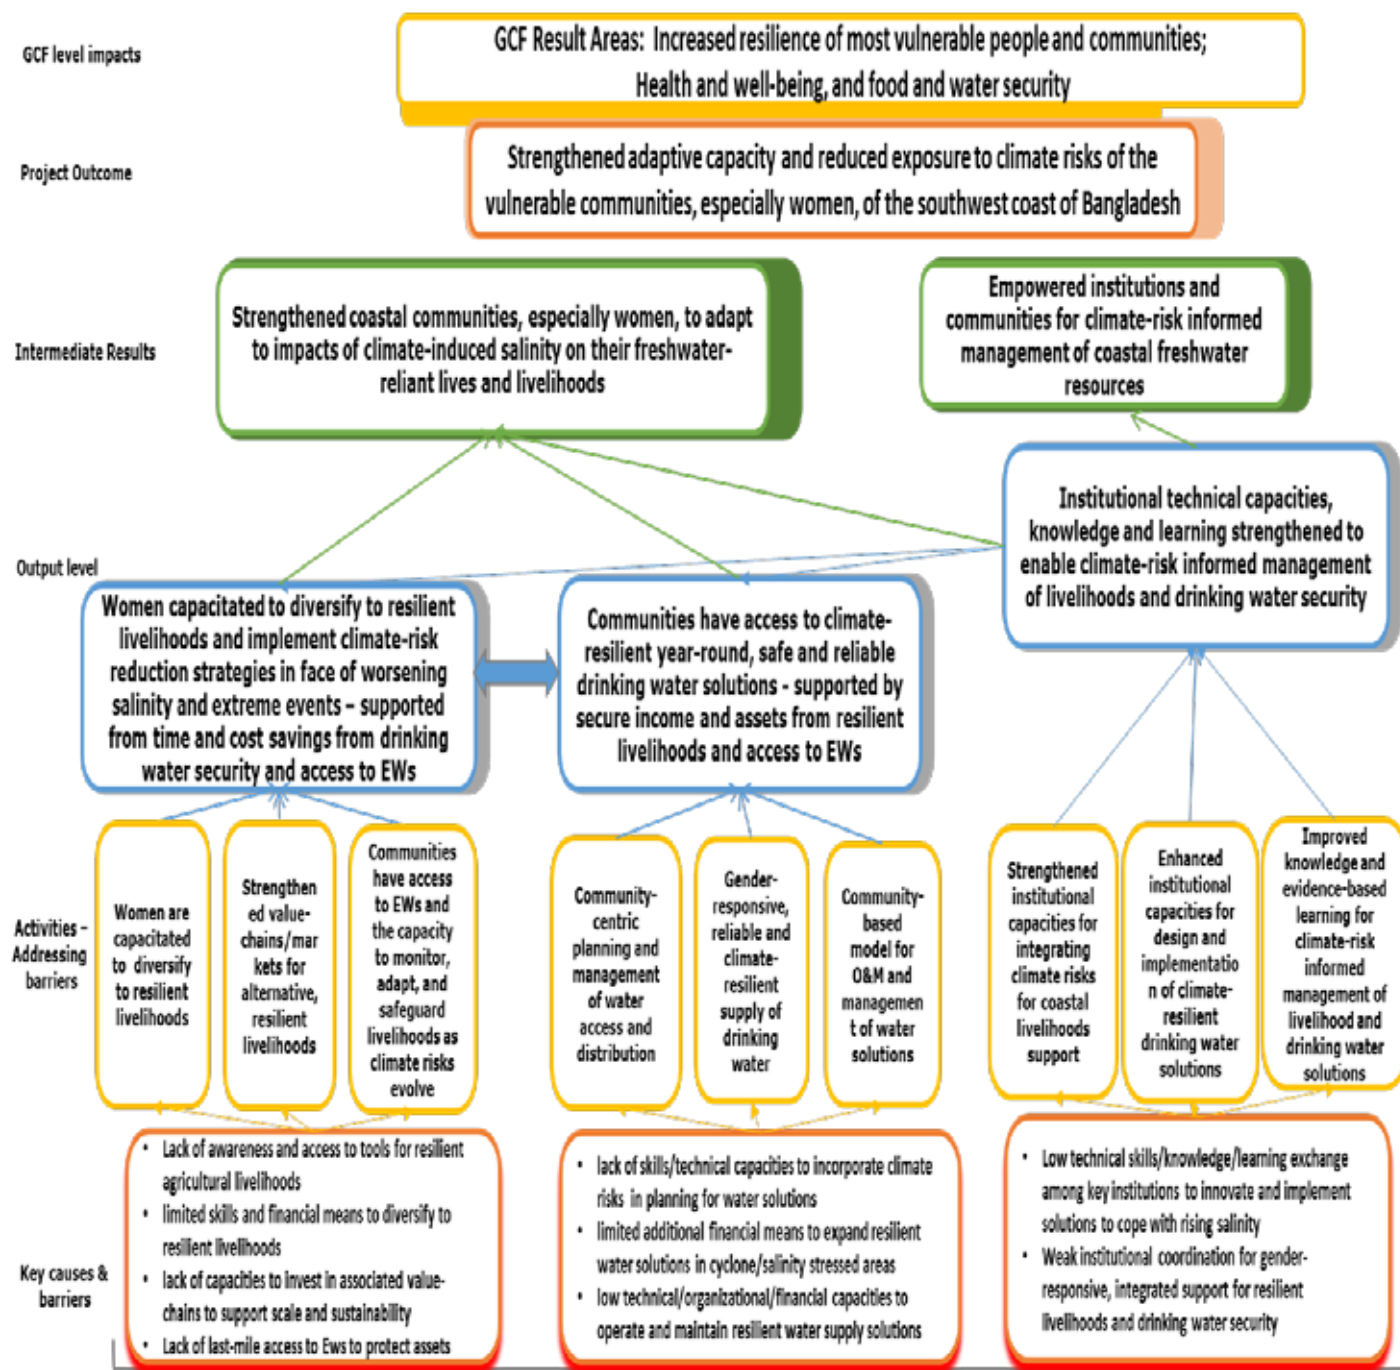 GCF level impacts
GCF Result Areas: Increased resilience of most vulnerable people and communities;
Health and well-being, and food and water security
Project Outcome
Strengthened adaptive capacity and reduced exposure to climate risks of the
vulnerable communities, especially women, of the southwest coast of Bangladesh
Intermediate Results
Strengthened coastal communities, especially women, to adapt
to impacts of climate-induced salinity on their freshwater-
reliant lives and livelihoods
Empowered institutions and
communities for climate-risk informed
management of coastal freshwater
resources
Output level
Women capacitated to diversify to resilient
livelihoods and implement climate-risk
reduction strategies in face of worsening
salinity and extreme events – supported
from time and cost savings from drinking
water security and access to EWs
Communities have access to climate-
resilient year-round, safe and reliable
drinking water solutions - supported by
secure income and assets from resilient
livelihoods and access to EWs
Institutional technical capacities,
knowledge and learning strengthened to
enable climate-risk informed management
of livelihoods and drinking water security
Activities –
Addressing
barriers
Women are
capacitated
to diversify
to resilient
livelihoods
Strengthen
ed value-
chains/mar
kets for
alternative,
resilient
livelihoods
Communities
have access
to EWs and
the capacity
to monitor,
adapt, and
safeguard
livelihoods as
climate risks
evolve
Community-
centric
planning and
management
of water
access and
distribution
Gender-
responsive,
reliable and
climate-
resilient
supply of
drinking
water
Community-
based
model for
O&M and
managemen
t of water
solutions
Strengthened
institutional
capacities for
integrating
climate risks
for coastal
livelihoods
support
Enhanced
institutional
capacities for
design and
implementatio
n of climate-
resilient
drinking water
solutions
Improved
knowledge and
evidence-based
learning for
climate-risk
informed
management of
livelihood and
drinking water
solutions
Key causes &
barriers
• Lack of awareness and access to tools for resilient
agricultural livelihoods
• limited skills and financial means to diversify to
resilient livelihoods
• lack of capacities to invest in associated value-
chains to support scale and sustainability
• Lack of last-mile access to Ews to protect assets
• lack of skills/technical capacities to incorporate climate
risks in planning for water solutions
• limited additional financial means to expand resilient
water solutions in cyclone/salinity stressed areas
• low technical/organizational/financial capacities to
operate and maintain resilient water supply solutions
• Low technical skills/knowledge/learning exchange
among key institutions to innovate and implement
solutions to cope with rising salinity
• Weak institutional coordination for gender-
responsive, integrated support for resilient
livelihoods and drinking water security